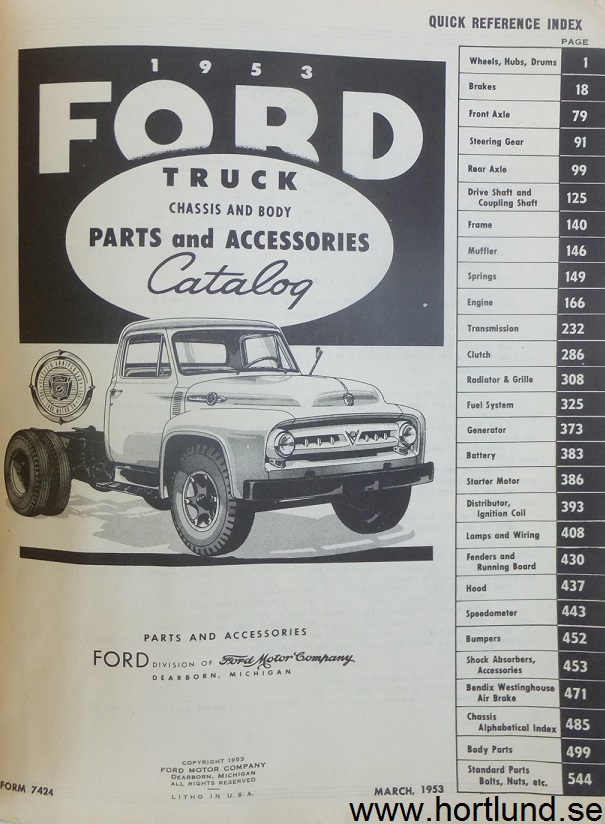 QUICK REFERENCE INDEX
PAGE
1953
FORD
TRUCK
CHASSIS AND BODY
PARTS and ACCESSORIES
Catalog
Wheels, Hubs, Drums 1
Brakes 18
Front Axle 79
Steering Gear 91
Rear Axle 99
Drive Shaft and
Coupling Shaft 125
Frame 140
Muffler 146
Springs 149
Engine 166
Transmission 232
Clutch 286
Radiator & Grille 308
Fuel System 325
Generator 373
Battery 383
Starter Motor 386
Distributor,
Ignition Coil 393
Lamps and Wiring 408
Fenders and
Running Board 430
Hood 437
Speedometer 443
Bumpers 452
Shock Absorbers,
Accessories 453
Bendix Westinghouse
Air Brake 471
Chassis
Alphabetical Index 485
Body Parts 499
Standard Parts
Bolts, Nuts, etc. 544
PARTS AND ACCESSORIES
FORD DIVISION OF Ford Motor Company
DEARBORN, MICHIGAN
COPYRIGHT 1953
FORD MOTOR COMPANY
DEARBORN, MICHIGAN
ALL RIGHTS RESERVED
LITHO IN U.S.A.
FORM 7424
MARCH, 1953
www.hortlund.se